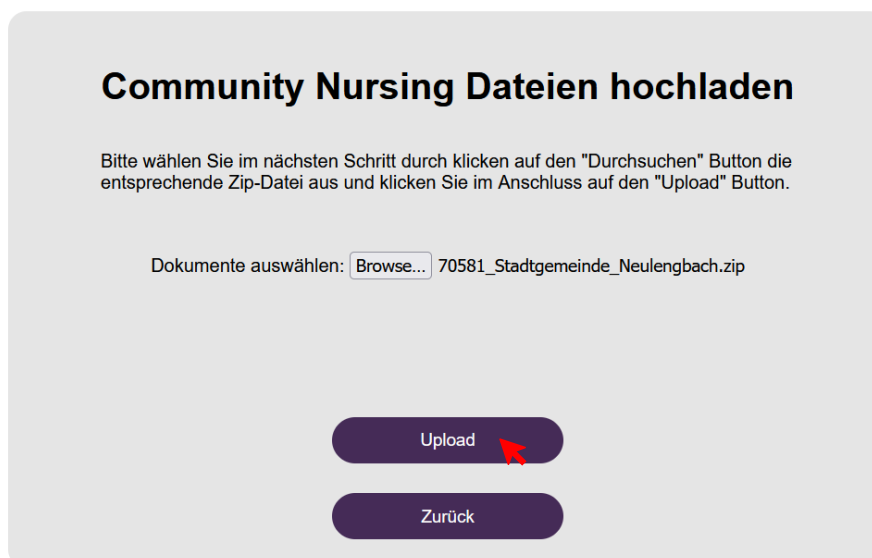 Community Nursing Dateien hochladen
Bitte wählen Sie im nächsten Schritt durch klicken auf den "Durchsuchen" Button die
entsprechende Zip-Datei aus und klicken Sie im Anschluss auf den "Upload" Button.
Dokumente auswählen: Browse... 70581_Stadtgemeinde_Neulengbach.zip
Upload
Zurück